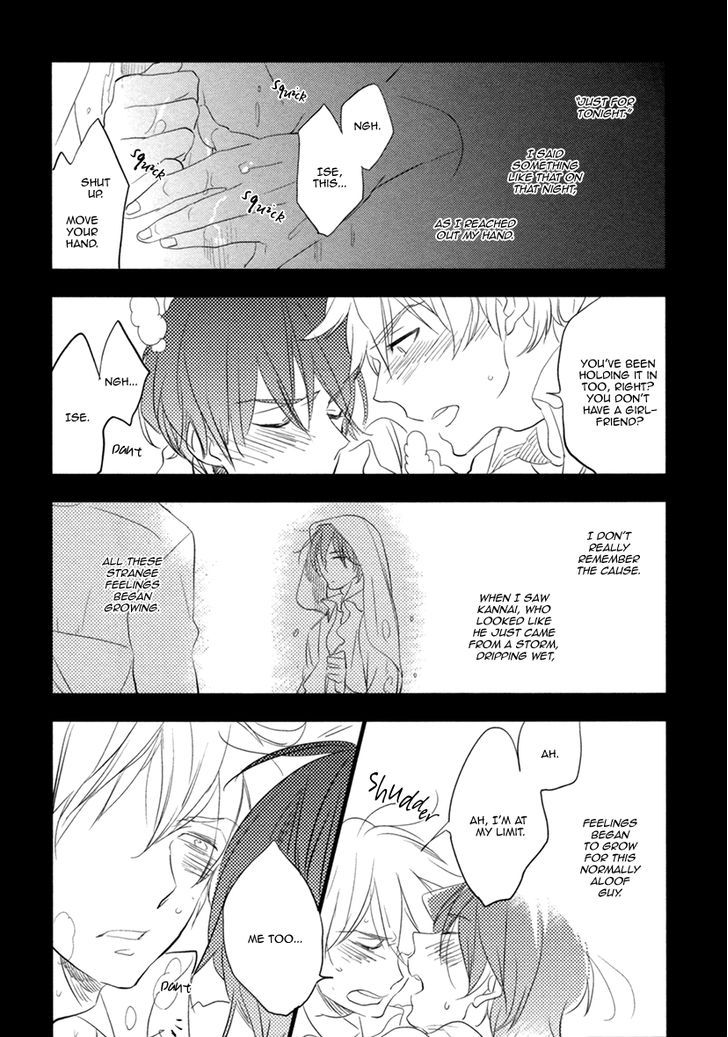 "JUST FOR
TONIGHT."
I SAID
SOMETHING
LIKE THAT ON
THAT NIGHT,
AS I REACHED
OUT MY HAND.
SQUICK
NGH.
ISE,
THIS...
SQUICK
SQUICK
SHUT
UP.
MOVE
YOUR
HAND.
YOU'VE BEEN
HOLDING IT IN
TOO, RIGHT?
YOU DON'T
HAVE A GIRL-
FRIEND?
NGH...
ISE.
PANT
I DON'T
REALLY
REMEMBER
THE CAUSE.
WHEN I SAW
KANNAI, WHO
LOOKED LIKE
HE JUST CAME
FROM A STORM,
DRIPPING WET,
ALL THESE
STRANGE
FEELINGS
BEGAN
GROWING.
AH.
AH, I'M AT
MY LIMIT.
FEELINGS
BEGAN
TO GROW
FOR THIS
NORMALLY
ALOOF
GUY.
SHUDDER
ME TOO...
PANT